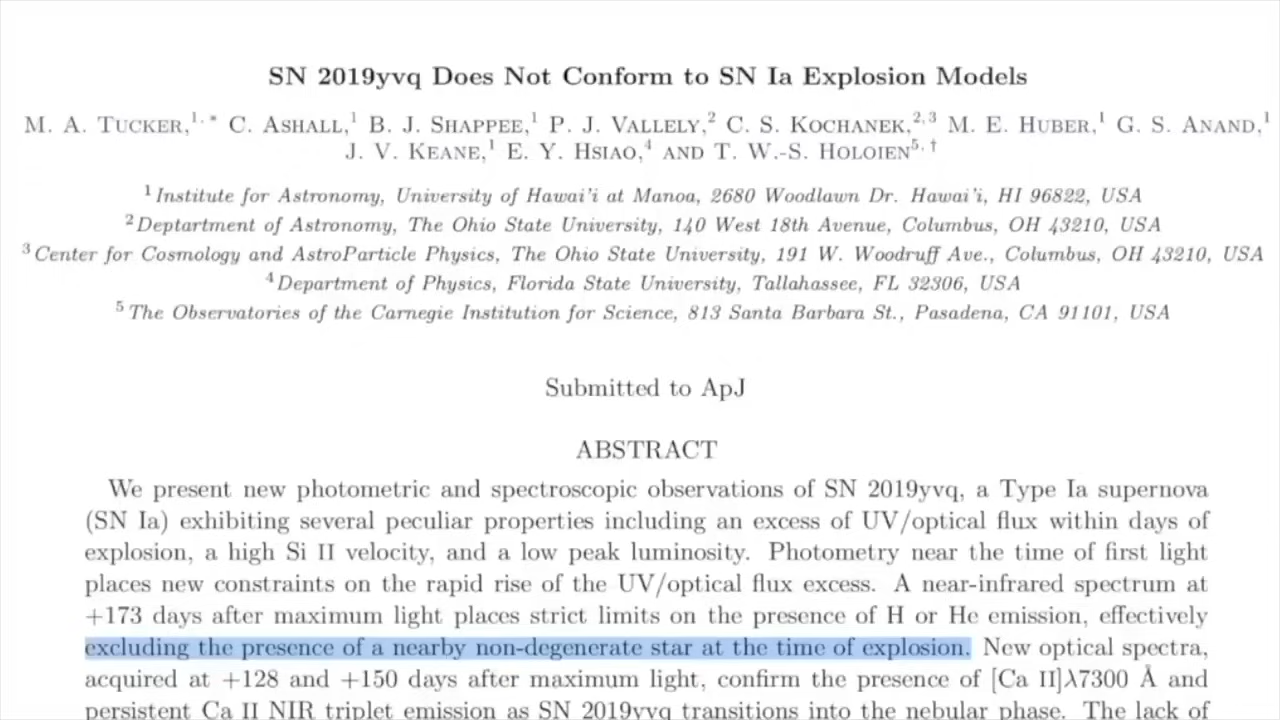 SN 2019yvq Does Not Conform to SN Ia Explosion Models
M. A. Tucker,1, * C. Ashall,1 B. J. Shappee,1 P. J. Vallely,2 C. S. Kochanek,2,3 M. E. Huber,1 G. S. Anand,1
J. V. Keane,1 E. Y. Hsiao,4 and T. W.-S. Holoien5, †
1Institute for Astronomy, University of Hawai'i at Manoa, 2680 Woodlawn Dr. Hawai'i, HI 96822, USA
2Deptartment of Astronomy, The Ohio State University, 140 West 18th Avenue, Columbus, OH 43210, USA
3Center for Cosmology and AstroParticle Physics, The Ohio State University, 191 W. Woodruff Ave., Columbus, OH 43210, USA
4Department of Physics, Florida State University, Tallahassee, FL 32306, USA
5The Observatories of the Carnegie Institution for Science, 813 Santa Barbara St., Pasadena, CA 91101, USA
Submitted to ApJ
ABSTRACT
We present new photometric and spectroscopic observations of SN 2019yvq, a Type Ia supernova
(SN Ia) exhibiting several peculiar properties including an excess of UV/optical flux within days of
explosion, a high Si II velocity, and a low peak luminosity. Photometry near the time of first light
places new constraints on the rapid rise of the UV/optical flux excess. A near-infrared spectrum at
+173 days after maximum light places strict limits on the presence of H or He emission, effectively
excluding the presence of a nearby non-degenerate star at the time of explosion. New optical spectra,
acquired at +128 and +150 days after maximum light, confirm the presence of [Ca II]λ7300 Å and
persistent Ca II NIR triplet emission as SN 2019yvq transitions into the nebular phase. The lack of